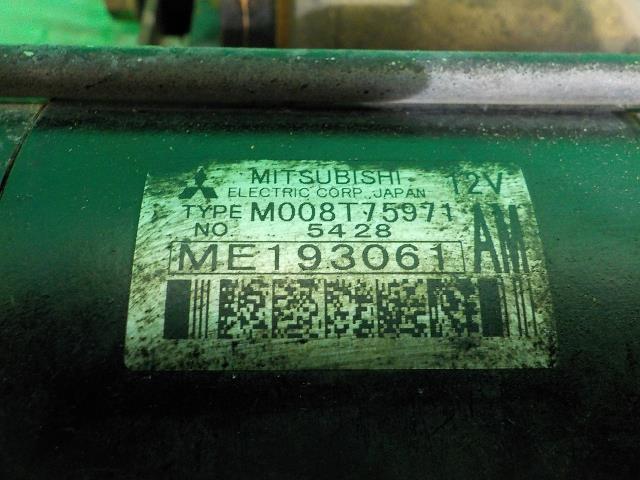 MITSUBISHI 12V
ELECTRIC CORP. JAPAN
TYPE M008T75971
NO 5428 AM
ME193061